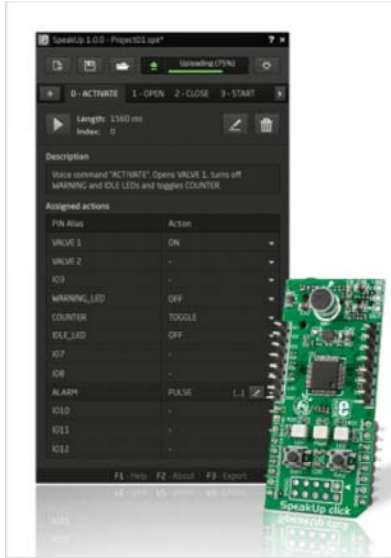 SpeakUp 1.0.0 - Project01.spk*
? ×
Uploading (75%)
+ 0 - ACTIVATE 1 - OPEN 2 - CLOSE 3 - START
Length: 1560 ms
Index: 0
Description
Voice command "ACTIVATE". Opens VALVE 1, turns off
WARNING and IDLE LEDs and toggles COUNTER.
Assigned actions
PIN Alias Action
VALVE 1 ON
VALVE 2 -
IO3 -
WARNING_LED OFF
COUNTER TOGGLE
IDLE_LED OFF
IO7 -
IO8 -
ALARM PULSE [...]
IO10 -
IO11 -
IO12 -
F1 - Help F2 - About F3 - Export
SpeakUp click